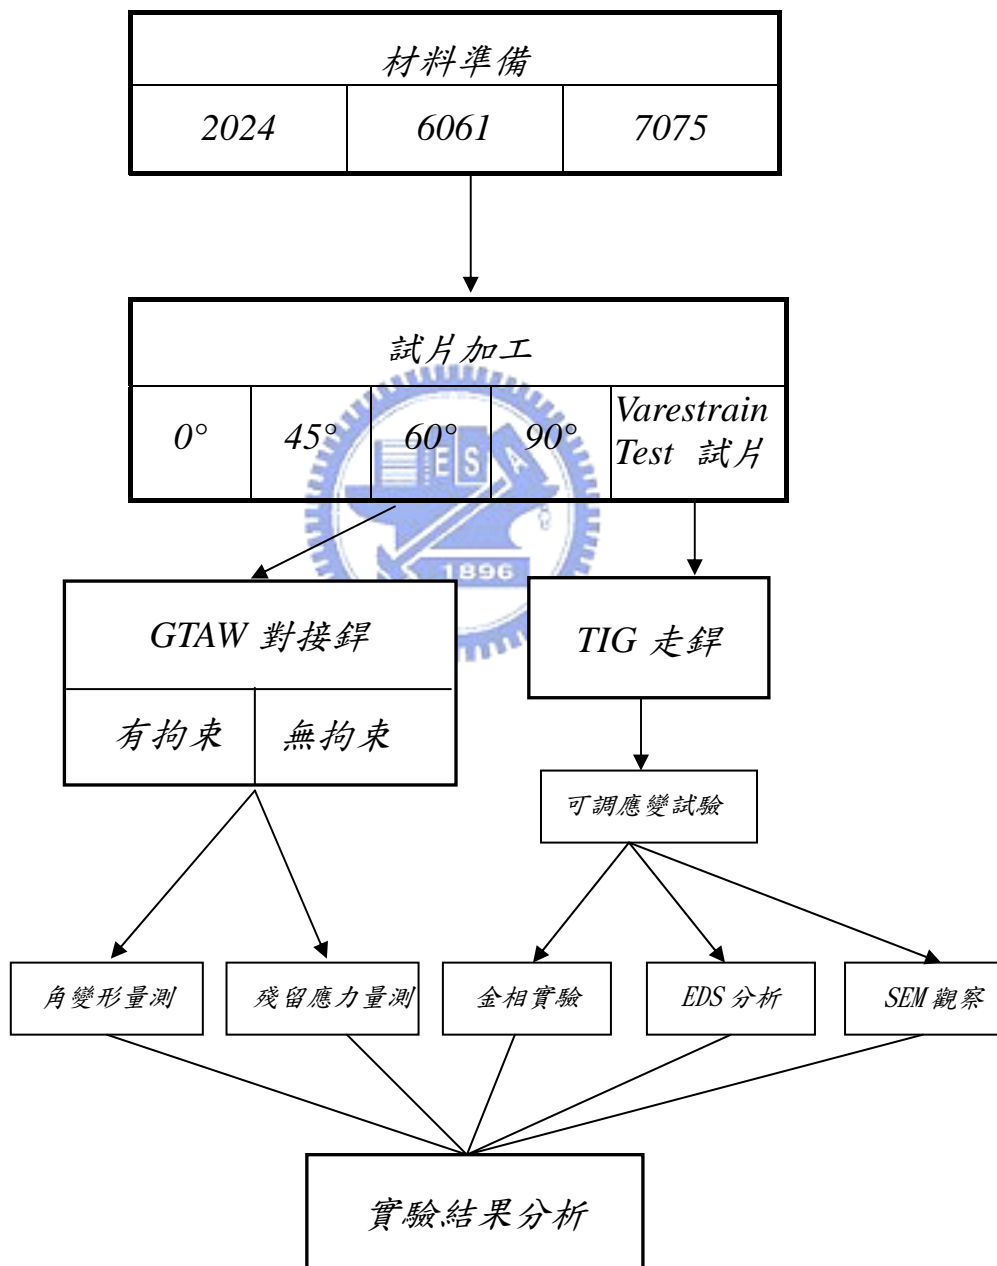 材料準備
2024
6061
7075
試片加工
0°
45°
60°
90°
Varestrain
Test 試片
E S A
1896
GTAW 對接銲
有拘束
無拘束
TIG 走銲
可調應變試驗
角變形量測
殘留應力量測
金相實驗
EDS 分析
SEM 觀察
實驗結果分析